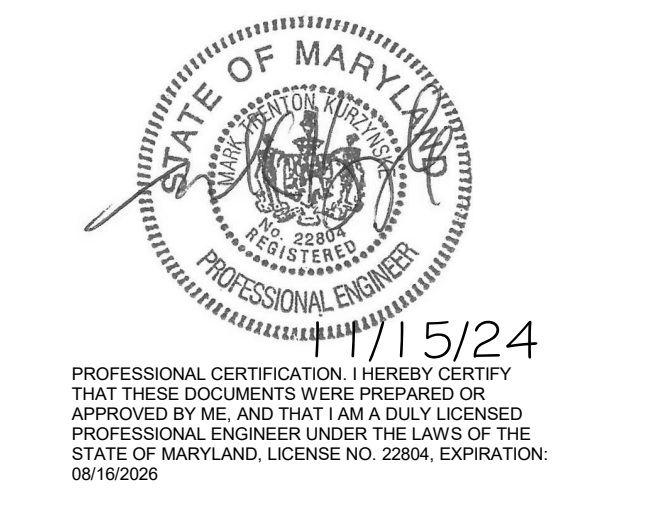 STATE OF MARYLAND
MARK TRENTON KURZYNSKI
No. 22804
REGISTERED
PROFESSIONAL ENGINEER
11/15/24
PROFESSIONAL CERTIFICATION. I HEREBY CERTIFY
THAT THESE DOCUMENTS WERE PREPARED OR
APPROVED BY ME, AND THAT I AM A DULY LICENSED
PROFESSIONAL ENGINEER UNDER THE LAWS OF THE
STATE OF MARYLAND, LICENSE NO. 22804, EXPIRATION:
08/16/2026